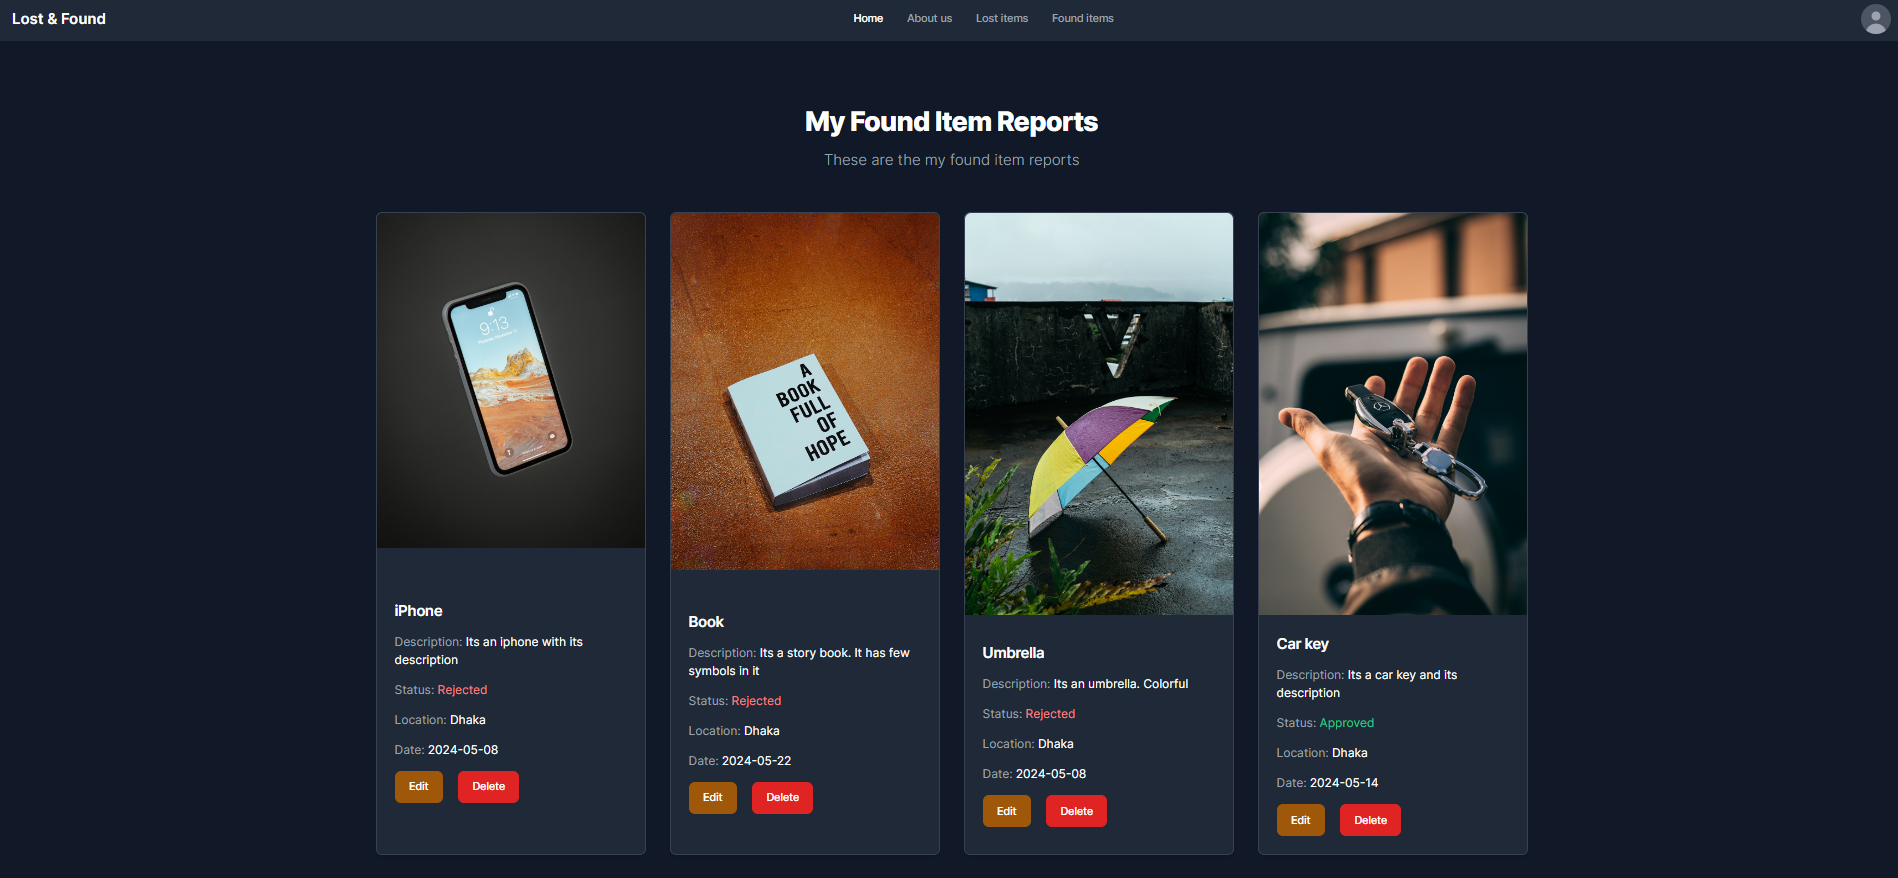 Lost & Found
Home
About us
Lost items
Found items
My Found Item Reports
These are the my found item reports
9:13
A
BOOK
FULL
OF
HOPE
iPhone
Description: Its an iphone with its
description
Status: Rejected
Location: Dhaka
Date: 2024-05-08
Edit
Delete
Book
Description: Its a story book. It has few
symbols in it
Status: Rejected
Location: Dhaka
Date: 2024-05-22
Edit
Delete
Umbrella
Description: Its an umbrella. Colorful
Status: Rejected
Location: Dhaka
Date: 2024-05-08
Edit
Delete
Car key
Description: Its a car key and its
description
Status: Approved
Location: Dhaka
Date: 2024-05-14
Edit
Delete